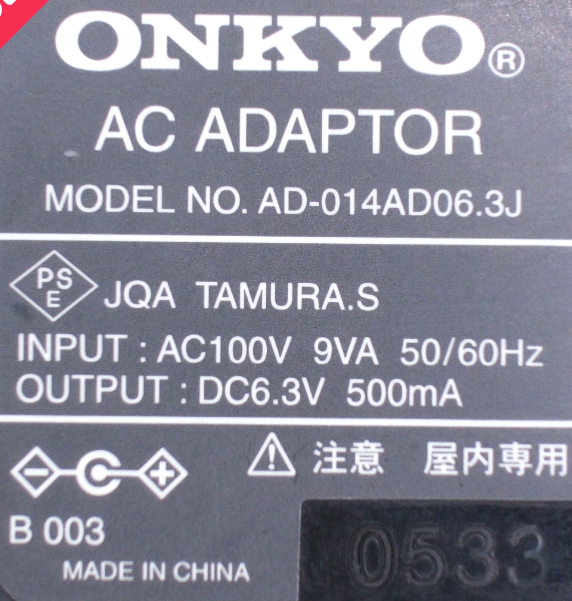 ONKYO®
AC ADAPTOR
MODEL NO. AD-014AD06.3J
PS
E
JQA TAMURA.S
INPUT : AC100V 9VA 50/60Hz
OUTPUT : DC6.3V 500mA
⚠ 注意 屋内専用
B 003
0533
MADE IN CHINA